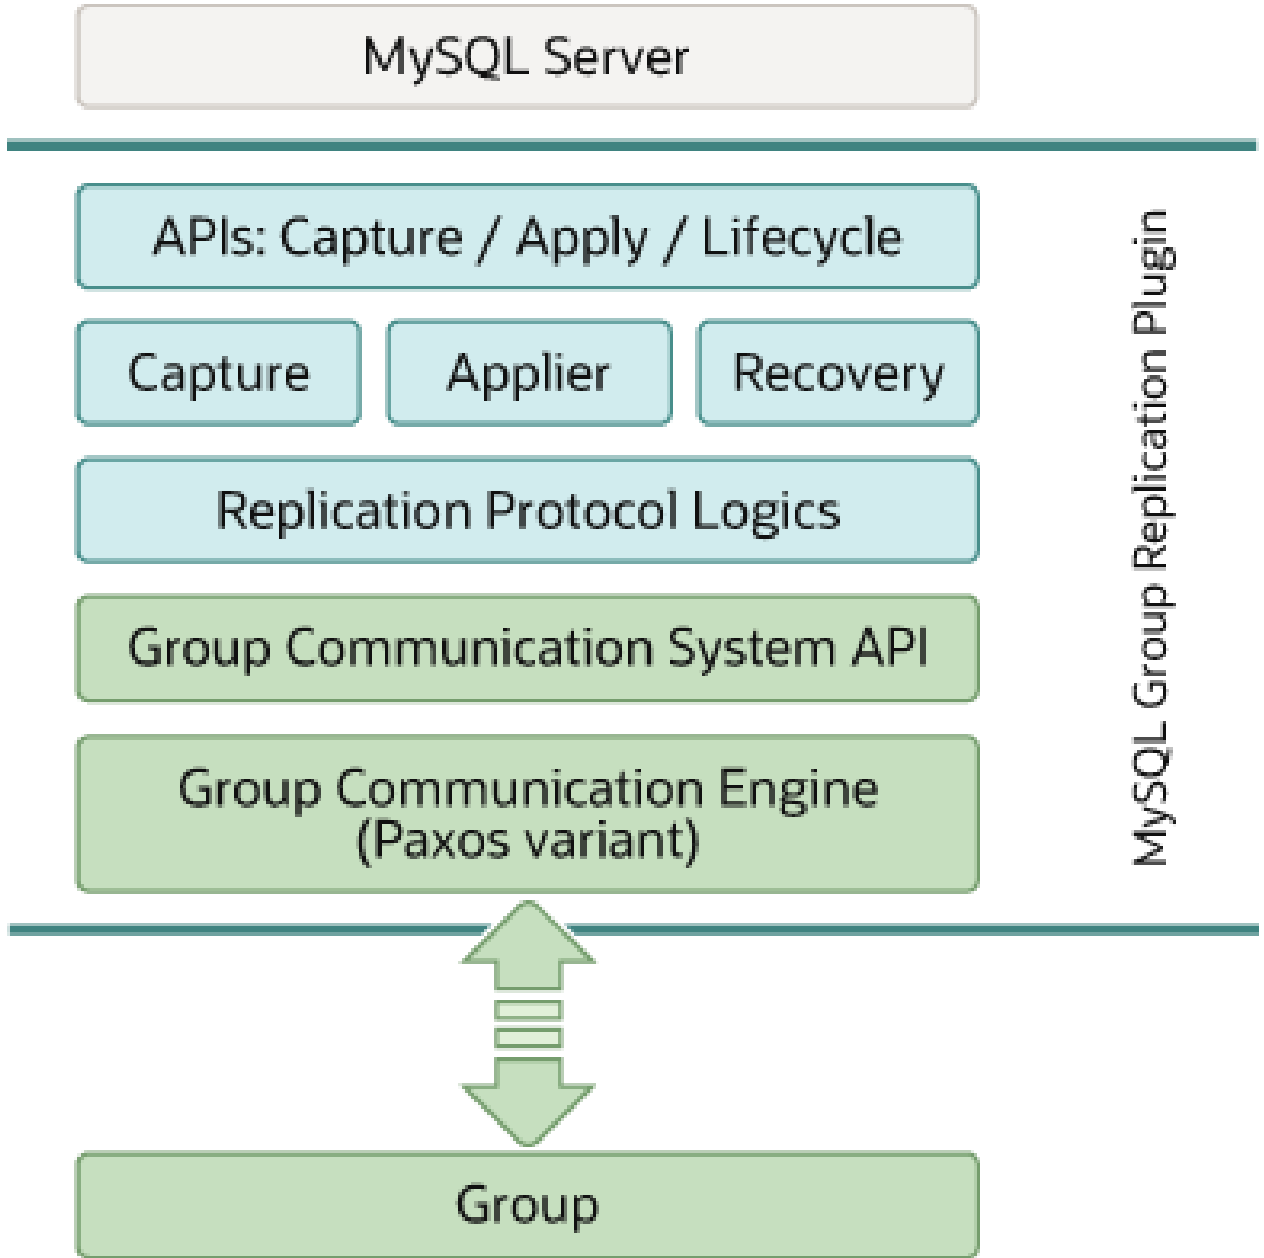 MySQL Server
APIs: Capture / Apply / Lifecycle
Capture
Applier
Recovery
Replication Protocol Logics
Group Communication System API
Group Communication Engine
(Paxos variant)
MySQL Group Replication Plugin
Group